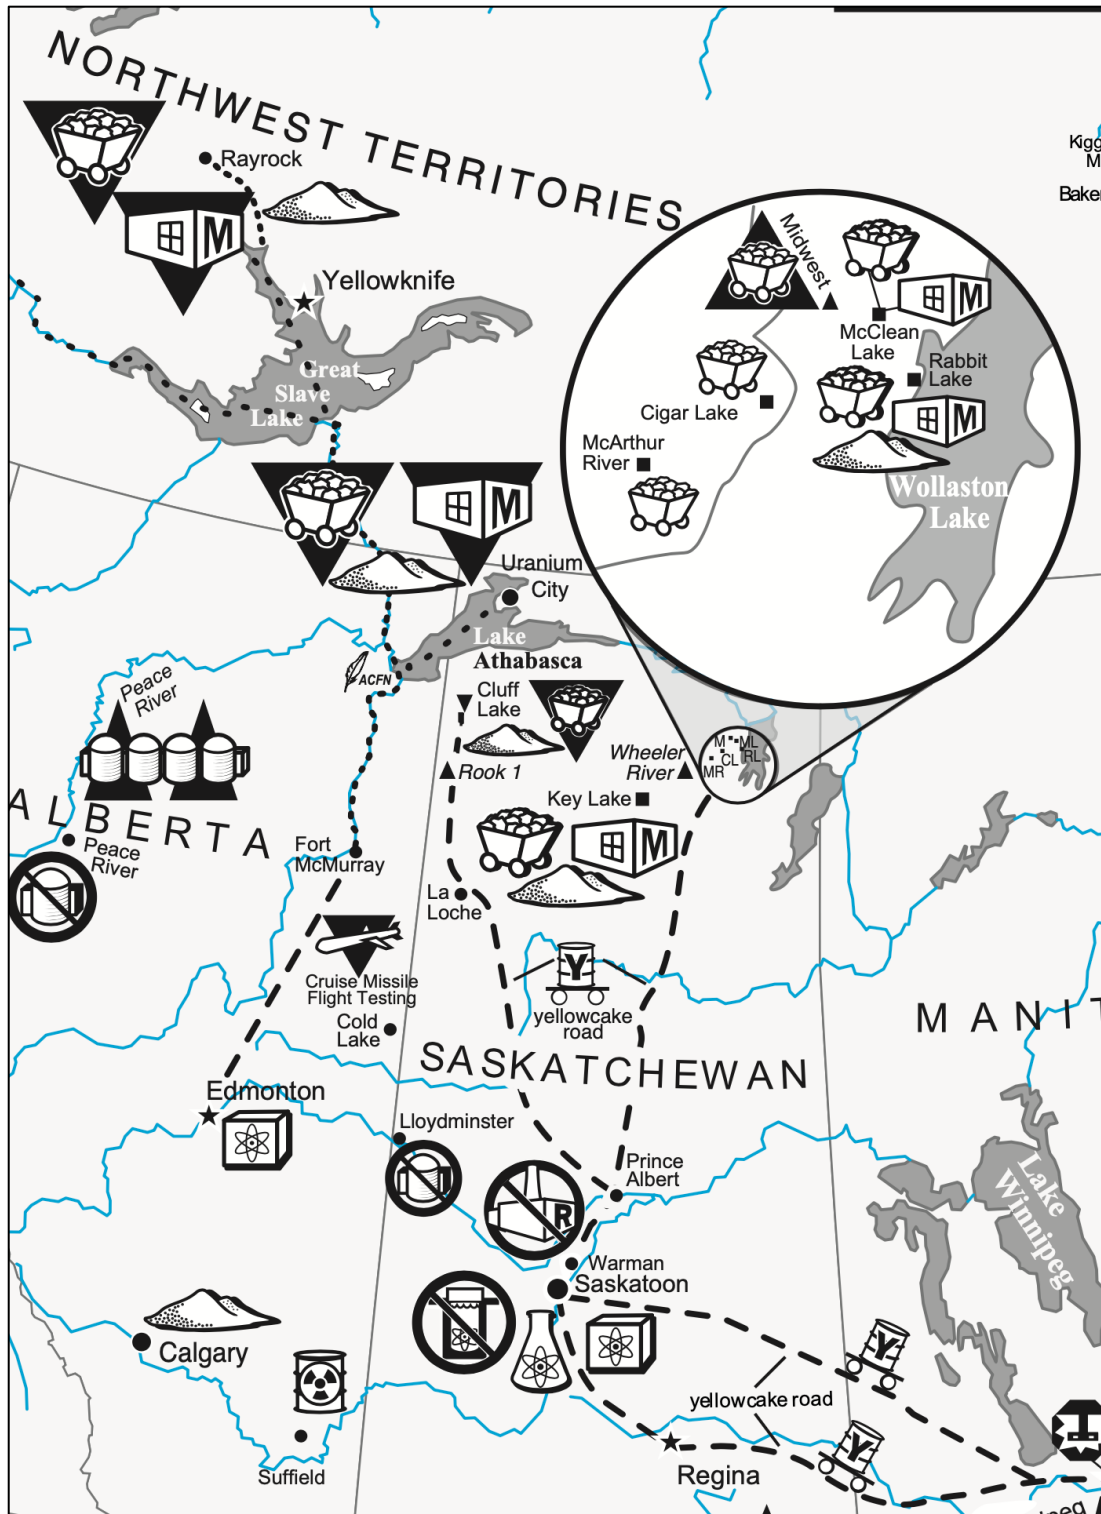 NORTHWEST TERRITORIES
Rayrock
M
Yellowknife
Great
Slave
Lake
Kigg
M
Baker
Midwest
M
McClean
Lake
Rabbit
Lake
M
Cigar Lake
McArthur
River
Wollaston
Lake
M
Uranium
City
Lake
Athabasca
ACFN
Cluff
Lake
Peace
River
Rook 1
Wheeler
River
M
ML
CL
RL
MR
Key Lake
M
ALBERTA
Peace
River
Fort
McMurray
La
Loche
Cruise Missile
Flight Testing
Cold
Lake
Y
yellowcake
road
MANIT
SASKATCHEWAN
Edmonton
Lloydminster
Prince
Albert
R
Warman
Saskatoon
Lake
Winnipeg
Calgary
Y
yellowcake road
Y
Suffield
Regina